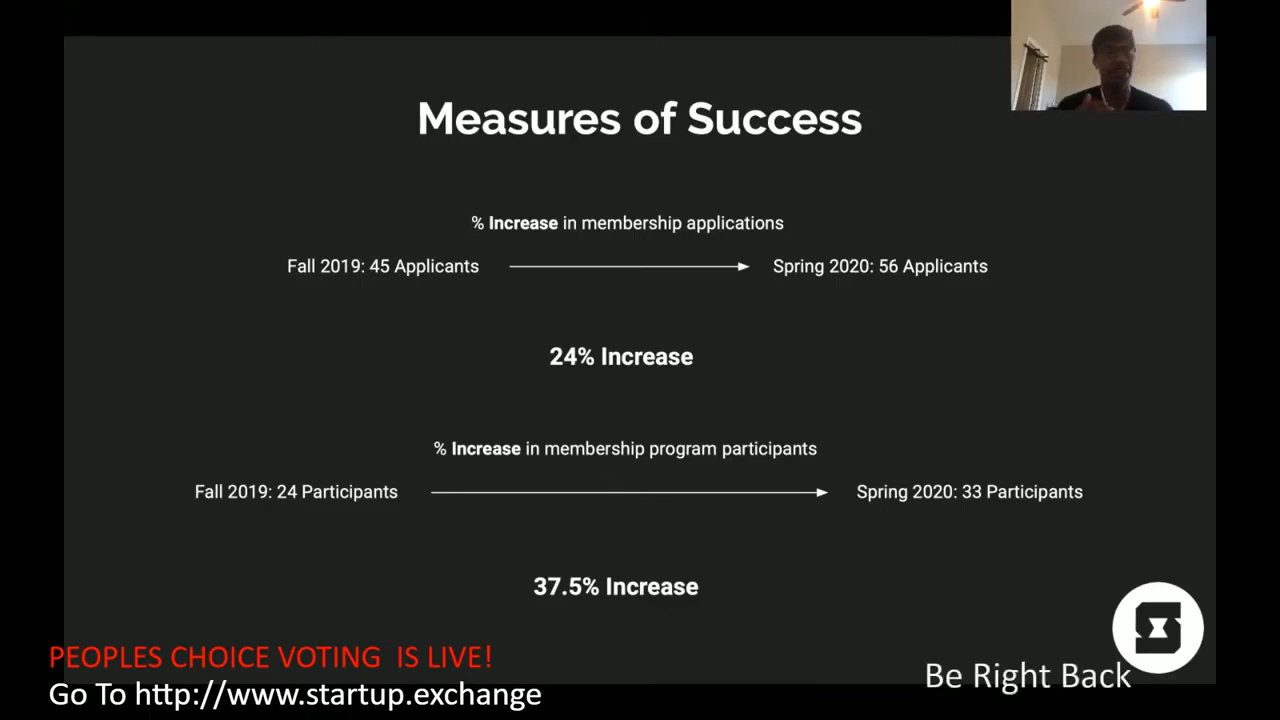 Measures of Success
% Increase in membership applications
Fall 2019: 45 Applicants
Spring 2020: 56 Applicants
24% Increase
% Increase in membership program participants
Fall 2019: 24 Participants
Spring 2020: 33 Participants
37.5% Increase
PEOPLES CHOICE VOTING IS LIVE!
Go To http://www.startup.exchange
Be Right Back